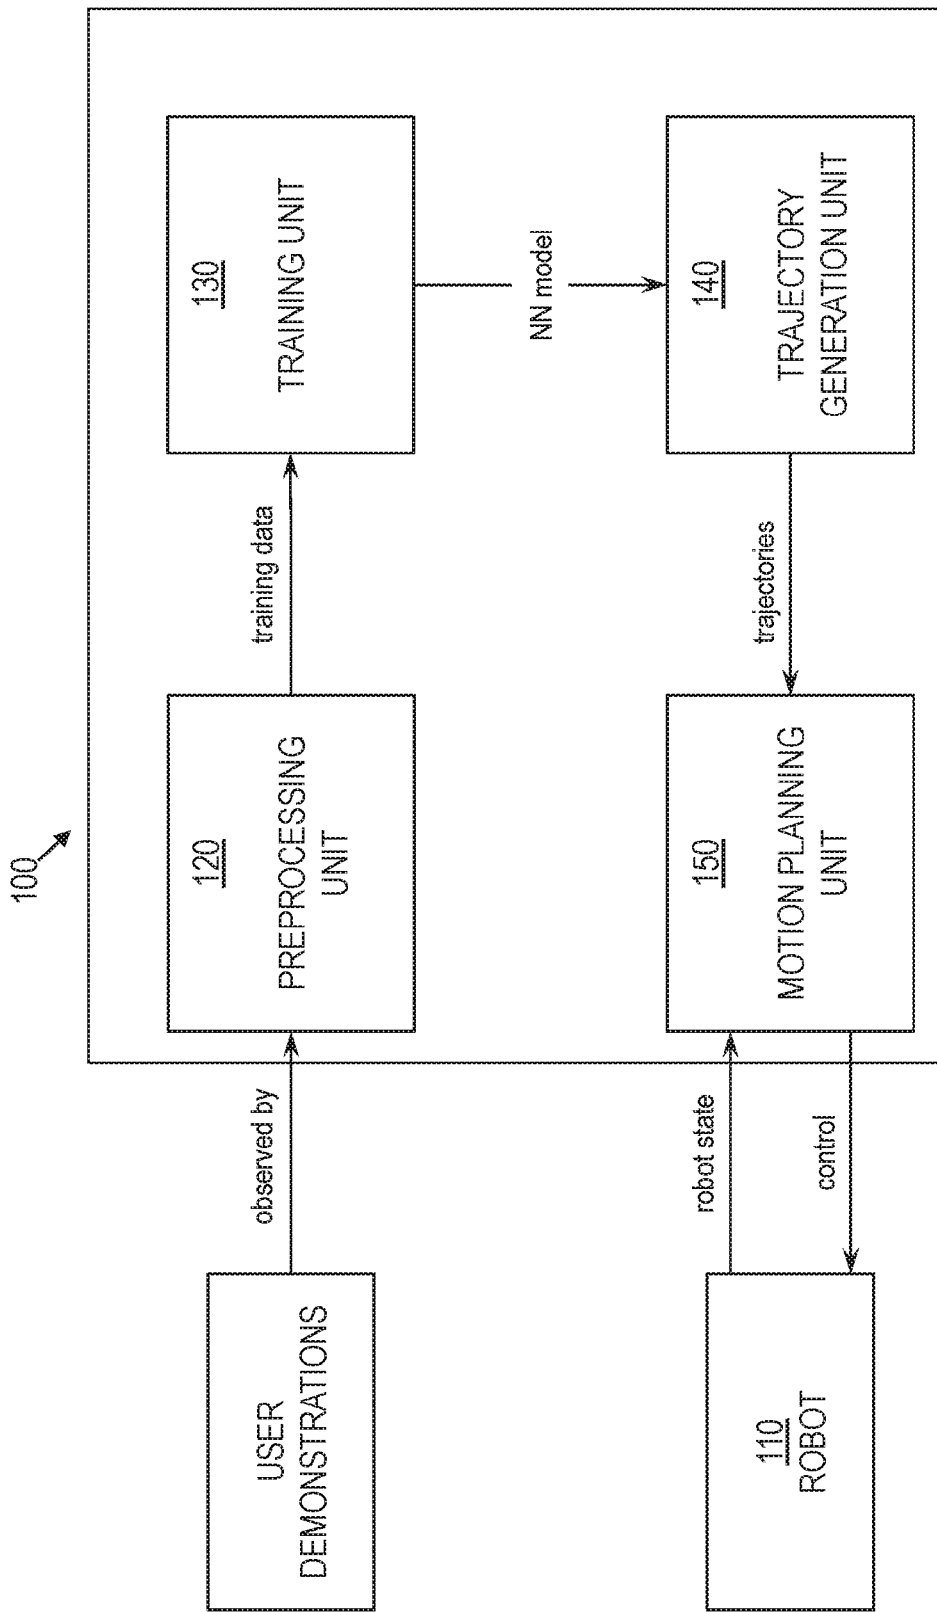 100
USER
DEMONSTRATIONS
observed by
120
PREPROCESSING
UNIT
training data
130
TRAINING UNIT
NN model
110
ROBOT
robot state
control
150
MOTION PLANNING
UNIT
trajectories
140
TRAJECTORY
GENERATION UNIT